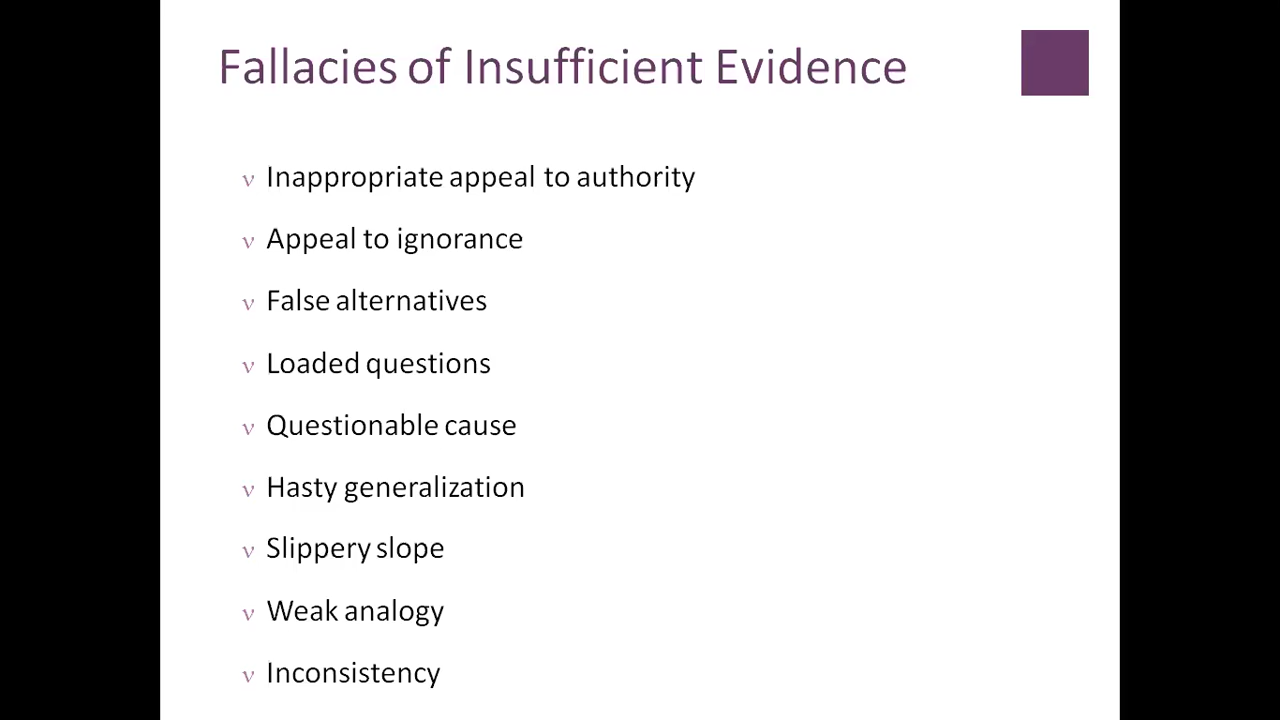 Fallacies of Insufficient Evidence
v Inappropriate appeal to authority
v Appeal to ignorance
v False alternatives
v Loaded questions
v Questionable cause
v Hasty generalization
v Slippery slope
v Weak analogy
v Inconsistency